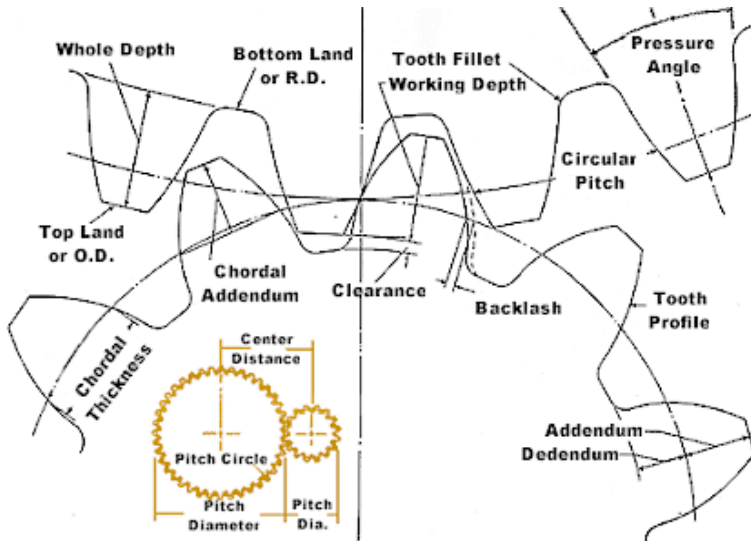 Whole Depth
Bottom Land
or R.D.
Tooth Fillet
Working Depth
Pressure
Angle
Circular
Pitch
Top Land
or O.D.
Chordal
Addendum
Clearance
Backlash
Tooth
Profile
Chordal
Thickness
Center
Distance
Addendum
Dedendum
Pitch Circle
Pitch
Diameter
Pitch
Dia.